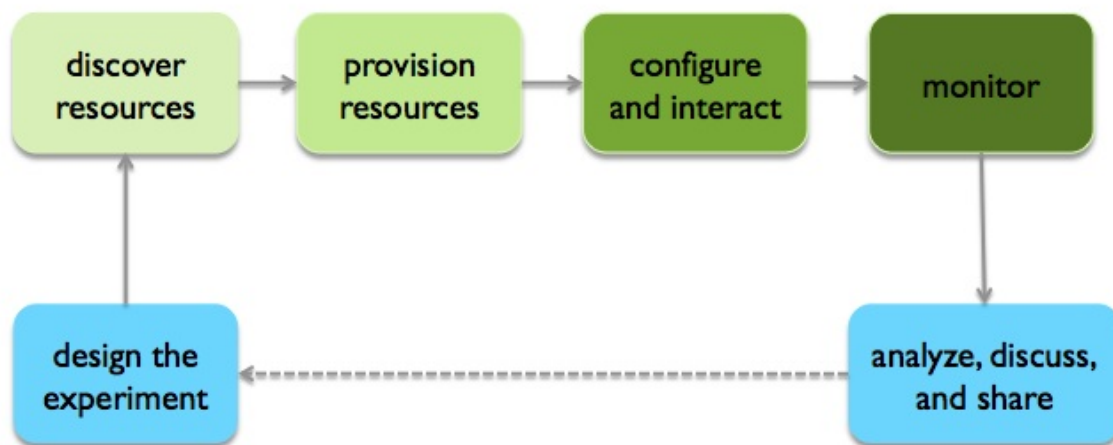 discover
resources
provision
resources
configure
and interact
monitor
design the
experiment
analyze, discuss,
and share